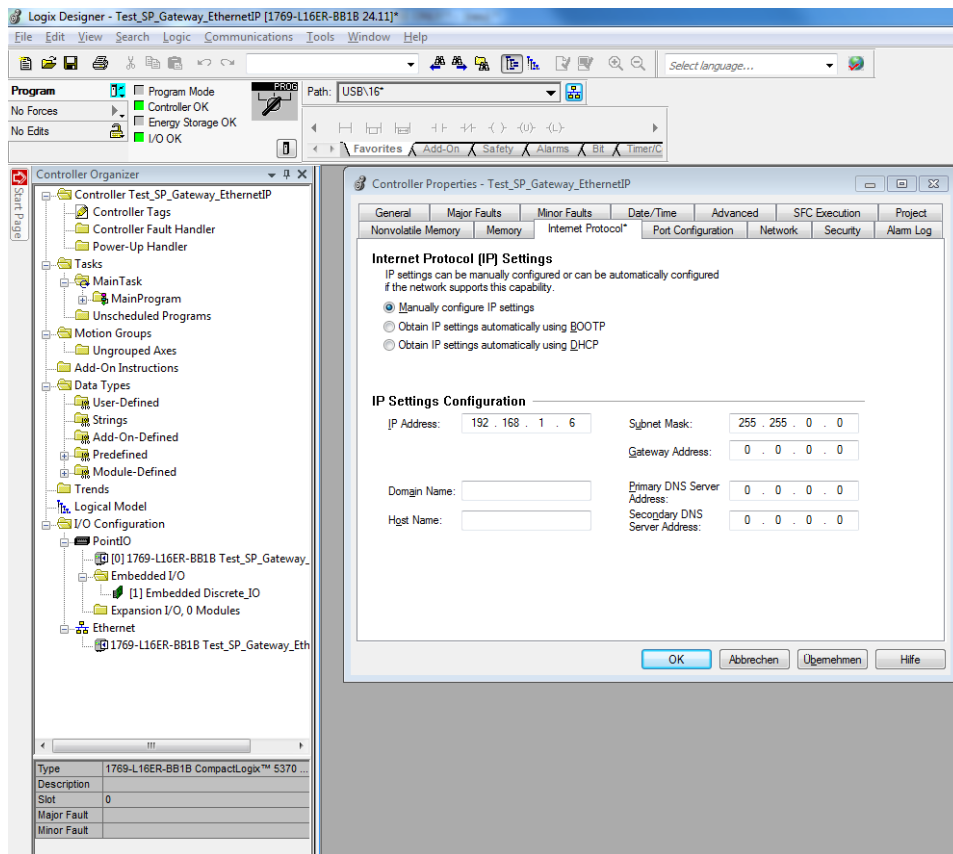 Logix Designer - Test_SP_Gateway_EthernetIP [1769-L16ER-BB1B 24.11]*
File Edit View Search Logic Communications Tools Window Help
Select language...
Program
Program Mode
PROG
Path: USB\16*
No Forces
Controller OK
No Edits
Energy Storage OK
I/O OK
Favorites Add-On Safety Alarms Bit Timer/C
Start Page
Controller Organizer
Controller Test_SP_Gateway_EthernetIP
Controller Tags
Controller Fault Handler
Power-Up Handler
Tasks
MainTask
MainProgram
Unscheduled Programs
Motion Groups
Ungrouped Axes
Add-On Instructions
Data Types
User-Defined
Strings
Add-On-Defined
Predefined
Module-Defined
Trends
Logical Model
I/O Configuration
PointIO
[0] 1769-L16ER-BB1B Test_SP_Gateway_
Embedded I/O
[1] Embedded Discrete_IO
Expansion I/O, 0 Modules
Ethernet
1769-L16ER-BB1B Test_SP_Gateway_Eth
Type 1769-L16ER-BB1B CompactLogix™ 5370 ...
Description
Slot 0
Major Fault
Minor Fault
Controller Properties - Test_SP_Gateway_EthernetIP
General Major Faults Minor Faults Date/Time Advanced SFC Execution Project
Nonvolatile Memory Memory Internet Protocol* Port Configuration Network Security Alarm Log
Internet Protocol (IP) Settings
IP settings can be manually configured or can be automatically configured
if the network supports this capability.
Manually configure IP settings
Obtain IP settings automatically using BOOTP
Obtain IP settings automatically using DHCP
IP Settings Configuration
IP Address: 192 . 168 . 1 . 6
Subnet Mask: 255 . 255 . 0 . 0
Gateway Address: 0 . 0 . 0 . 0
Domain Name:
Primary DNS Server
Address: 0 . 0 . 0 . 0
Host Name:
Secondary DNS
Server Address: 0 . 0 . 0 . 0
OK Abbrechen Übernehmen Hilfe